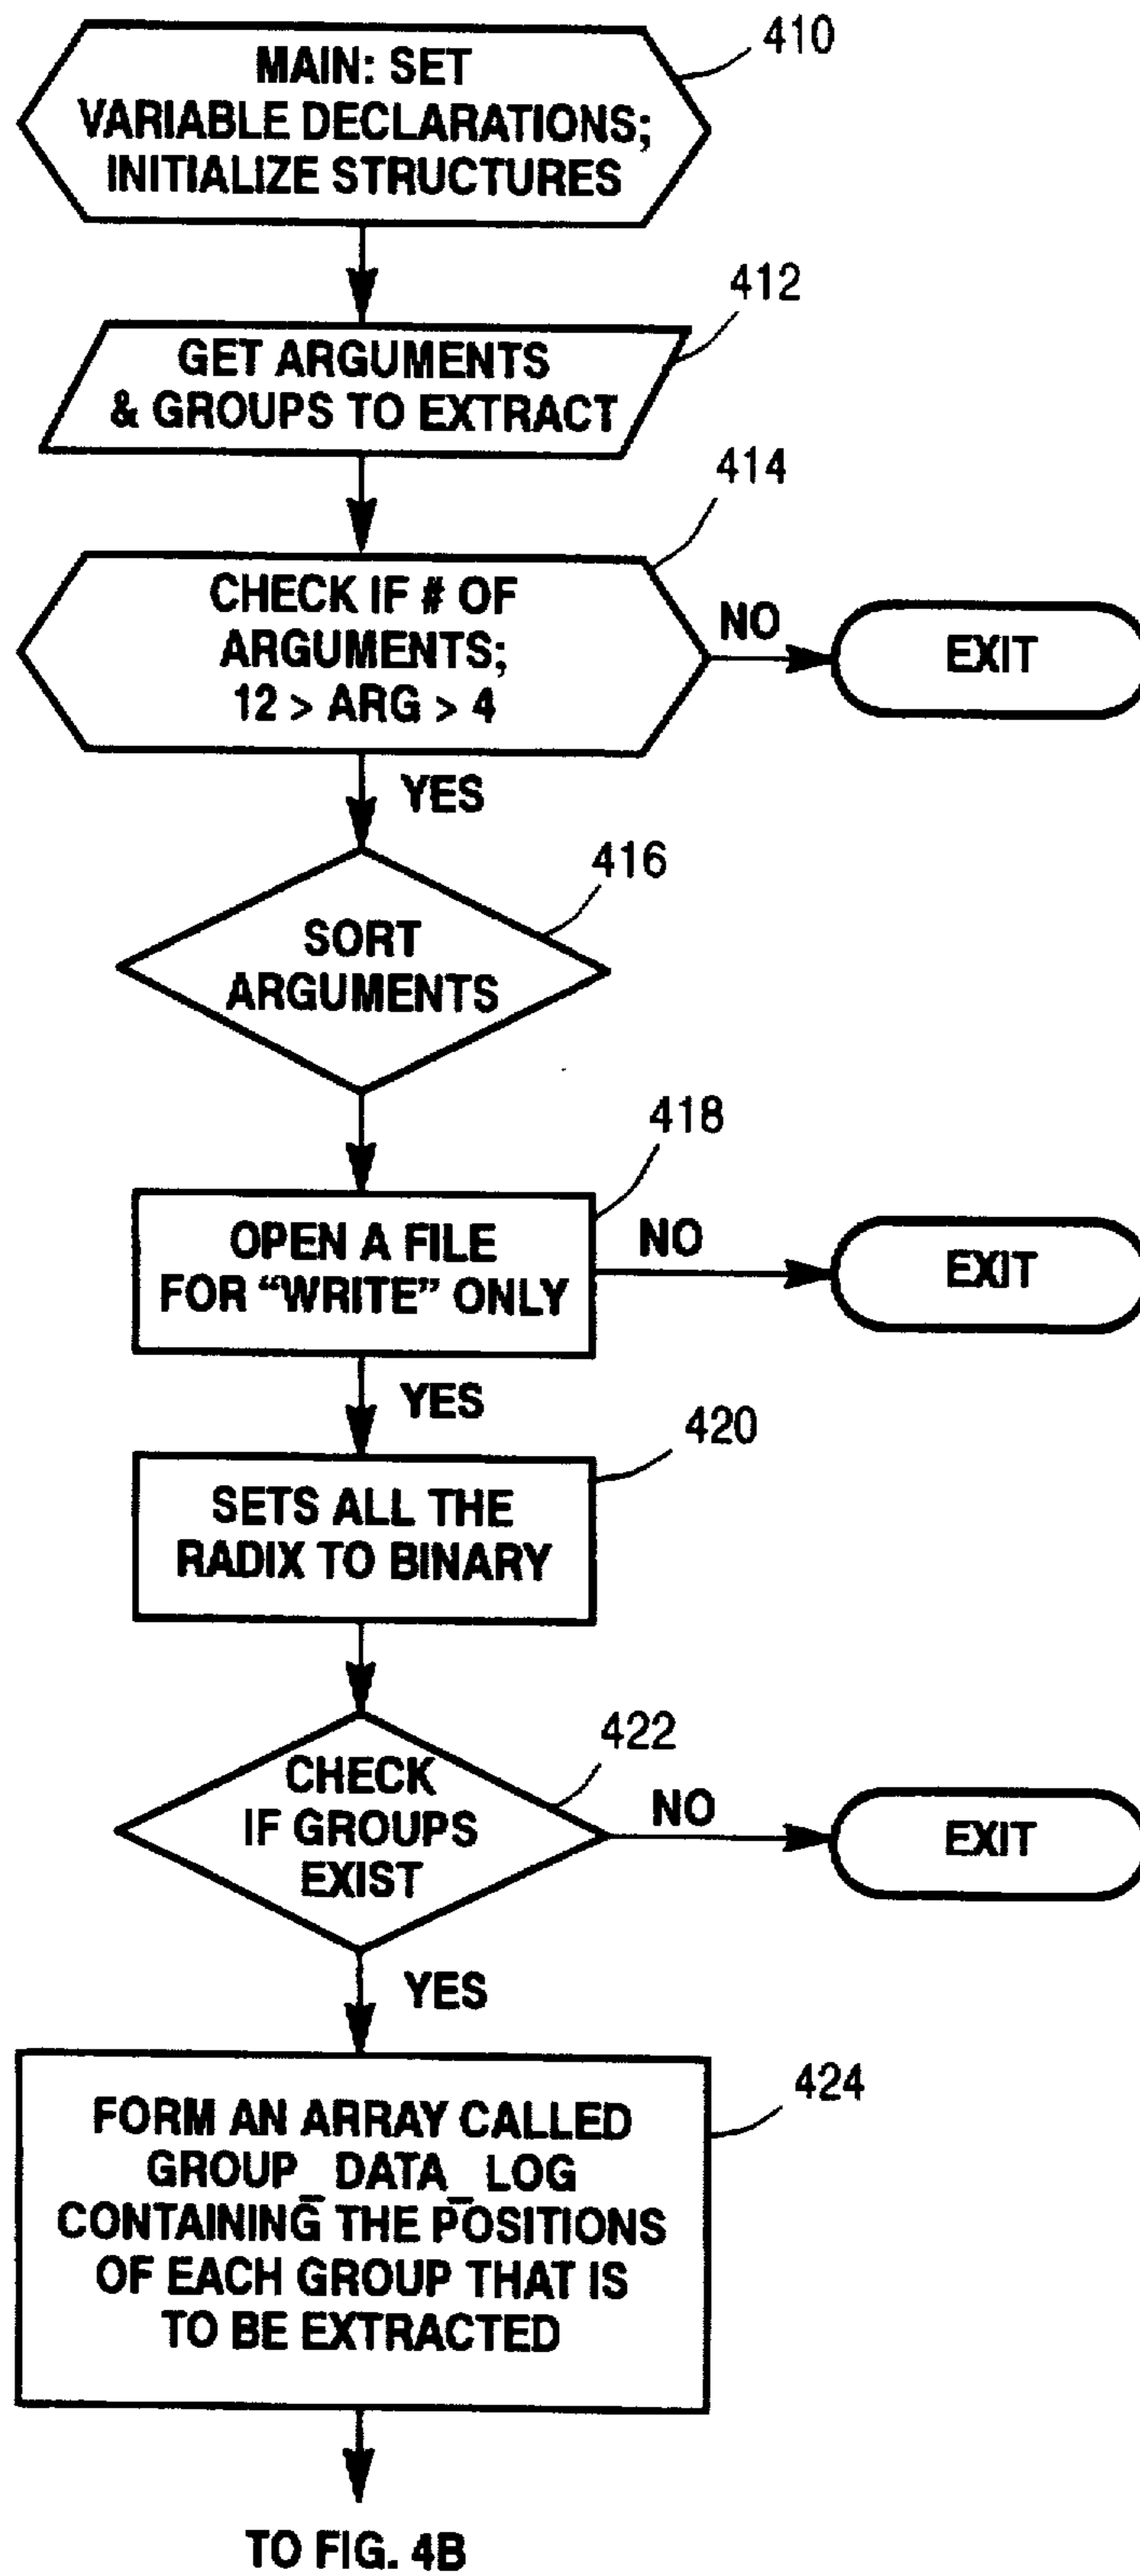 410
MAIN: SET
VARIABLE DECLARATIONS;
INITIALIZE STRUCTURES
412
GET ARGUMENTS
& GROUPS TO EXTRACT
414
CHECK IF # OF
ARGUMENTS;
12 > ARG > 4
NO
EXIT
YES
416
SORT
ARGUMENTS
418
OPEN A FILE
FOR “WRITE” ONLY
NO
EXIT
YES
420
SETS ALL THE
RADIX TO BINARY
422
CHECK
IF GROUPS
EXIST
NO
EXIT
YES
424
FORM AN ARRAY CALLED
GROUP_DATA_LOG
CONTAINING THE POSITIONS
OF EACH GROUP THAT IS
TO BE EXTRACTED
TO FIG. 4B